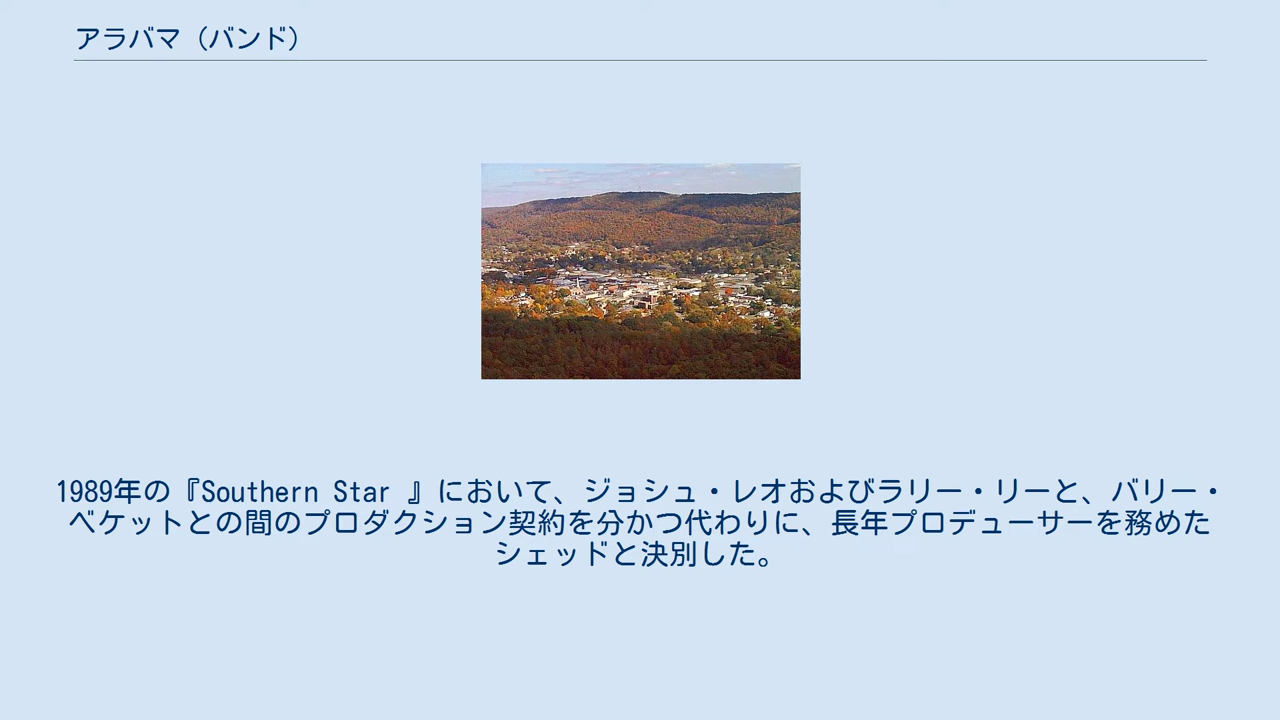 アラバマ（バンド）
1989年の『Southern Star 』において、ジョシュ・レオおよびラリー・リーと、バリー・
ベケットとの間のプロダクション契約を分かつ代わりに、長年プロデューサーを務めた
シェッドと決別した。